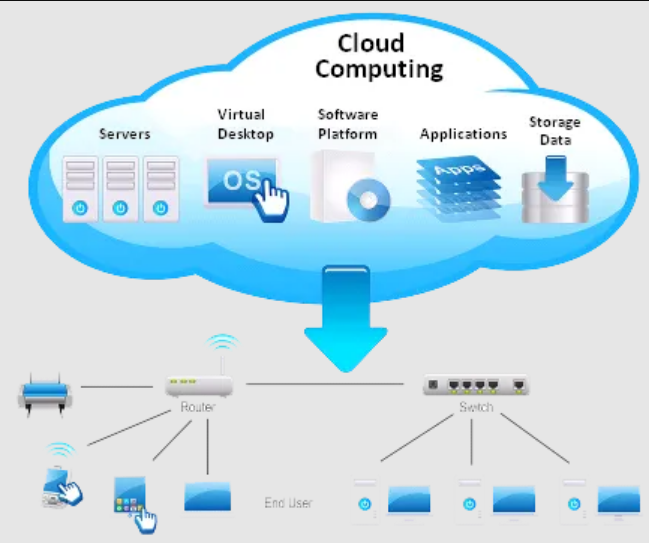 Cloud
Computing
Servers
Virtual
Desktop
Software
Platform
Applications
Storage
Data
OS
Apps
Router
Switch
End User